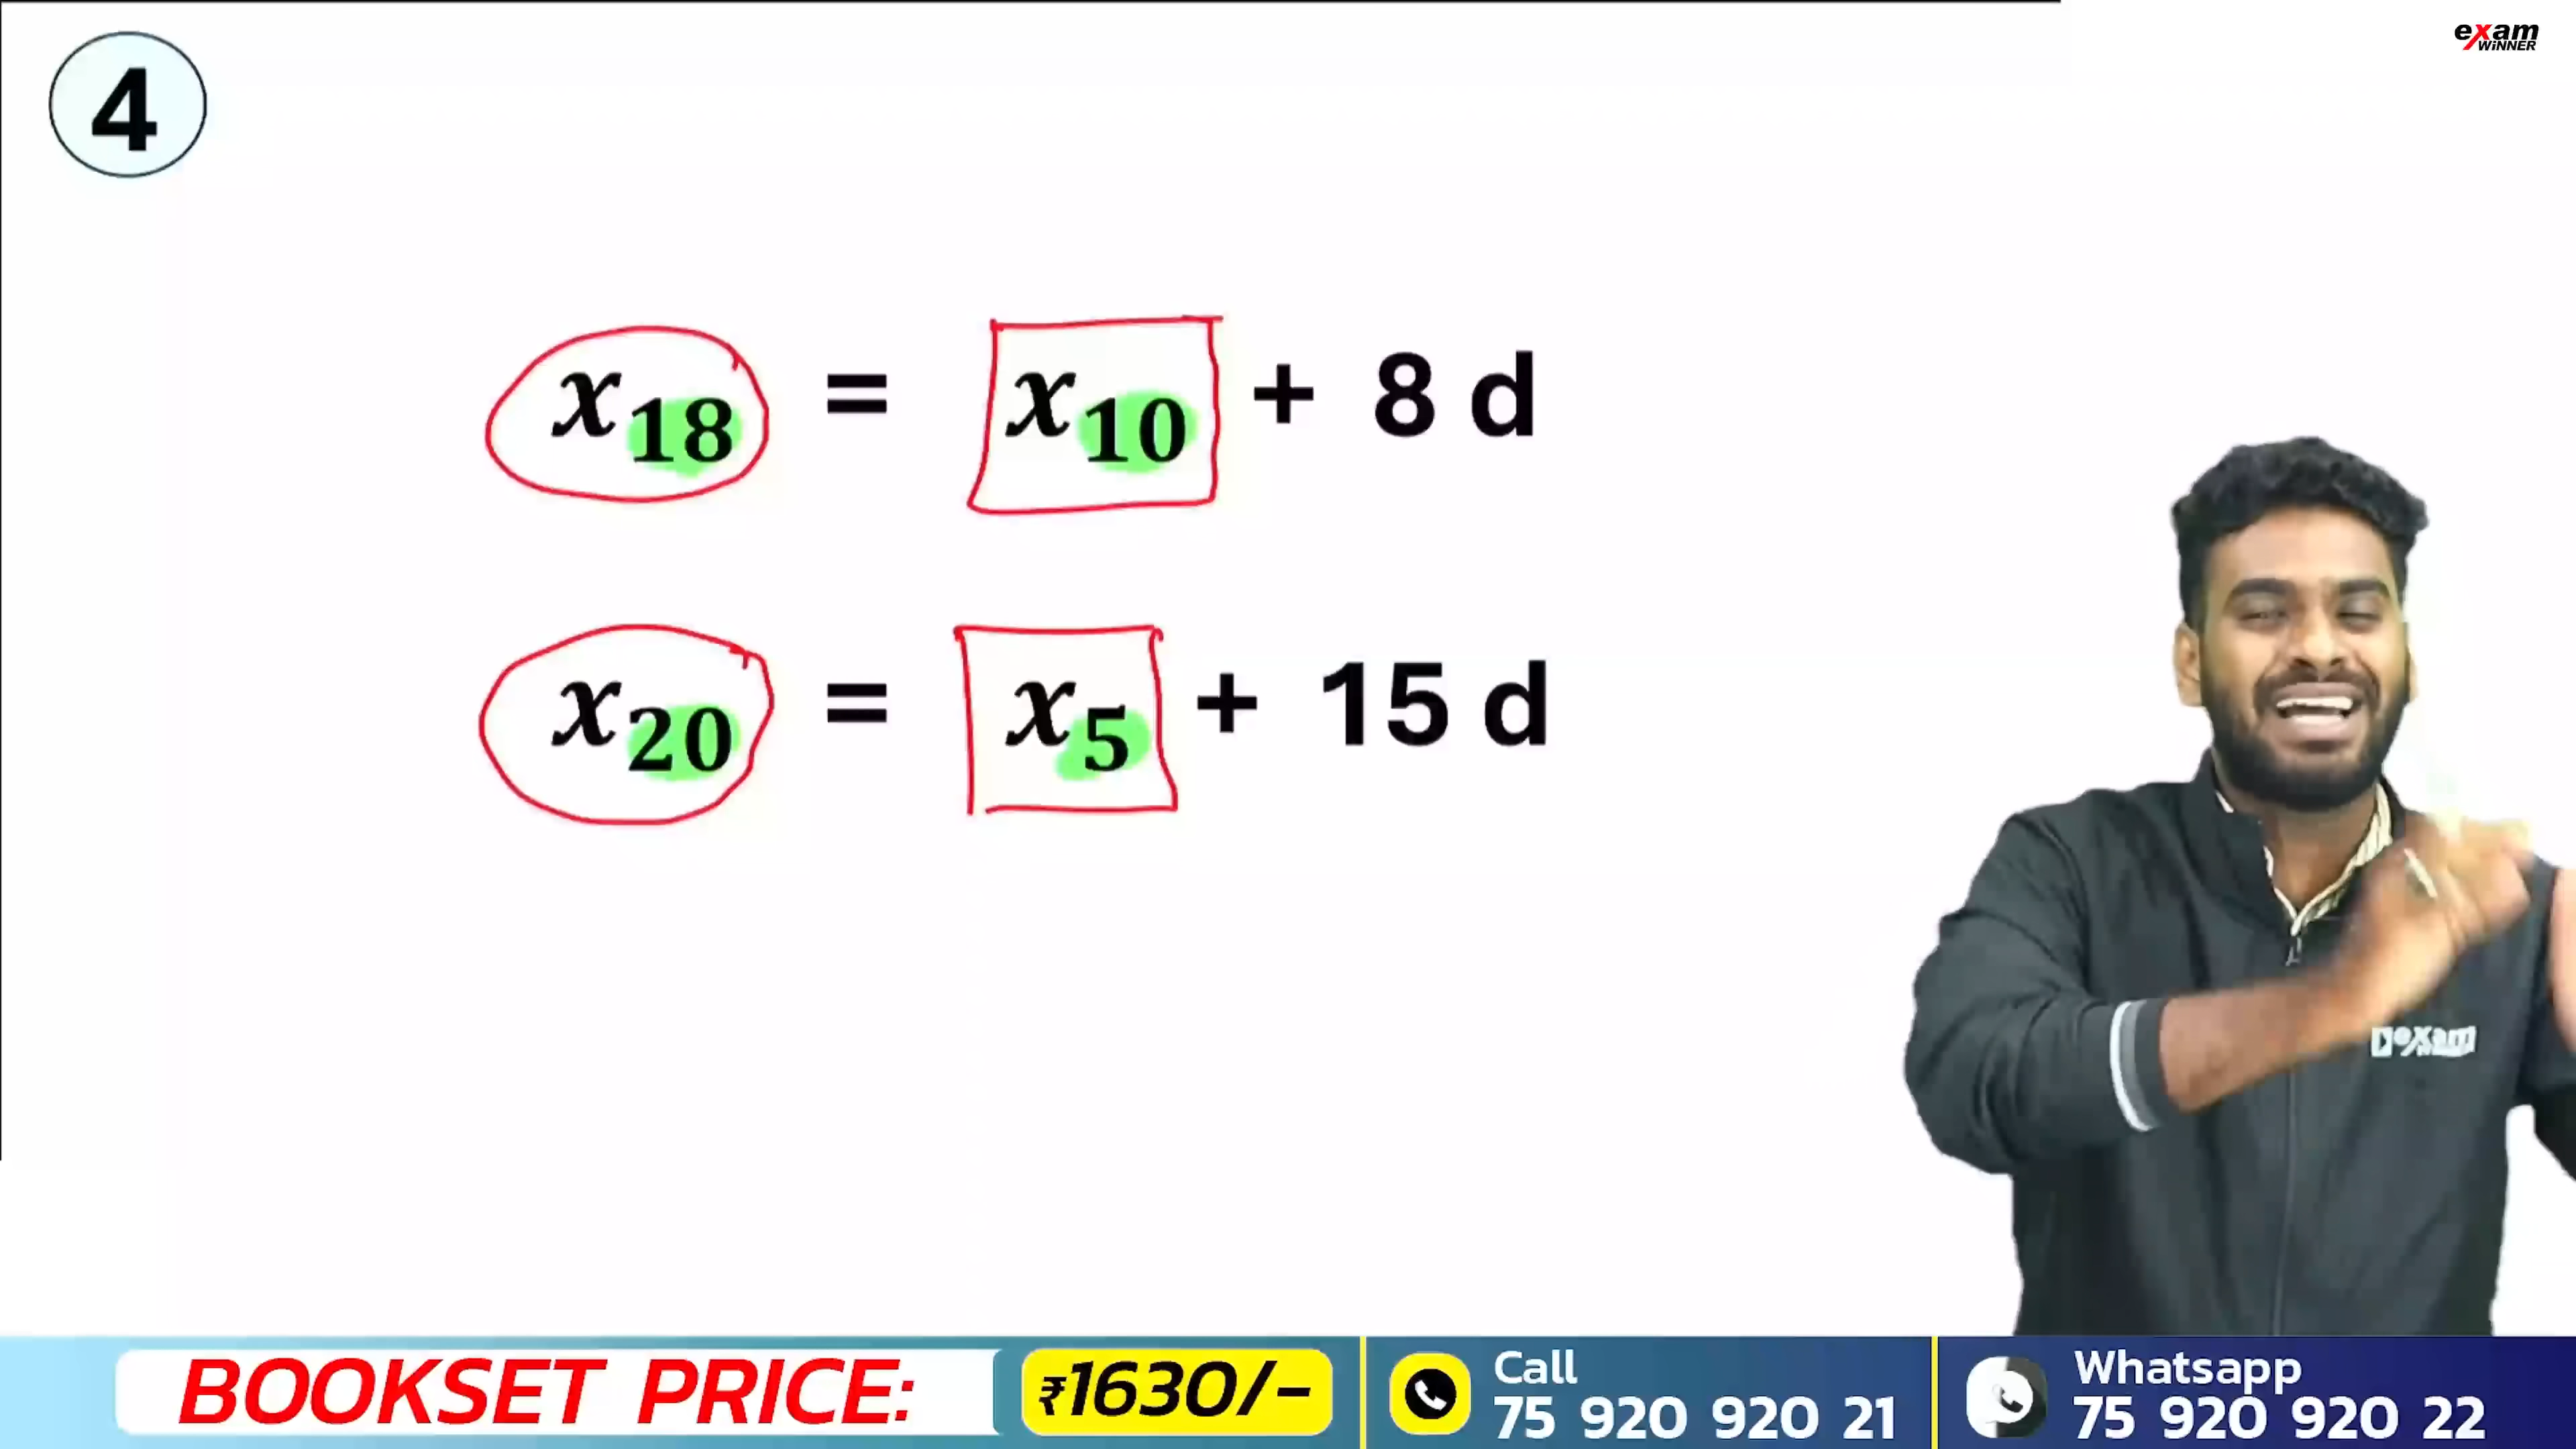 exam
WiNNER
4
x₁₈ = x₁₀ + 8 d
x₂₀ = x₅ + 15 d
exam
BOOKSET PRICE: ₹1630/-
Call
75 920 920 21
Whatsapp
75 920 920 22